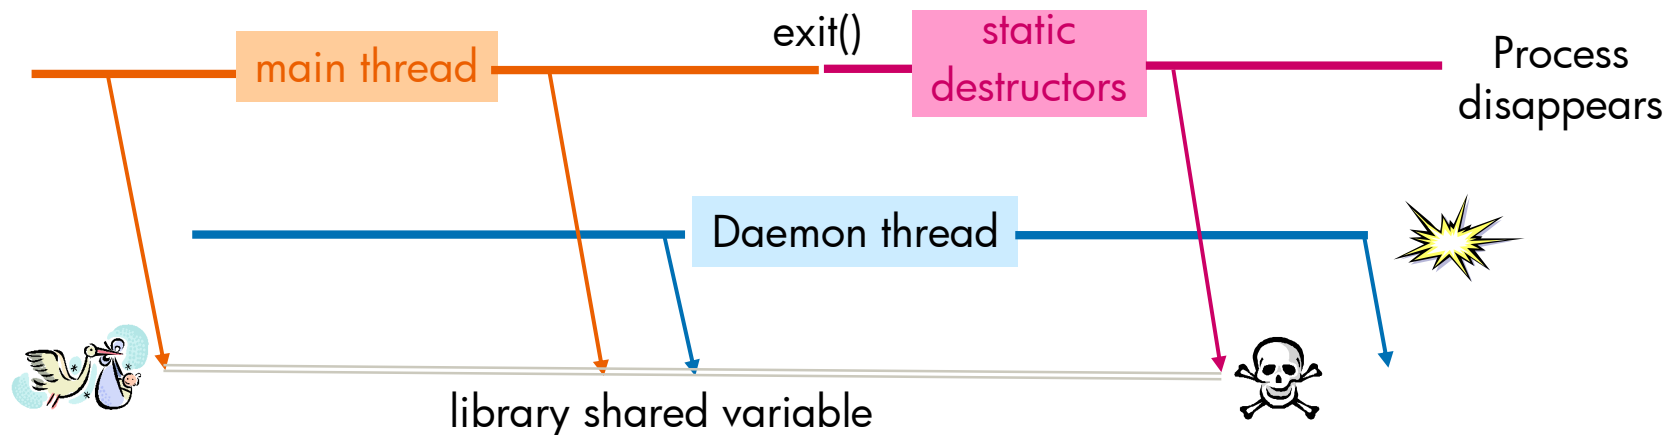 main thread
exit()
static
destructors
Process
disappears
Daemon thread
library shared variable